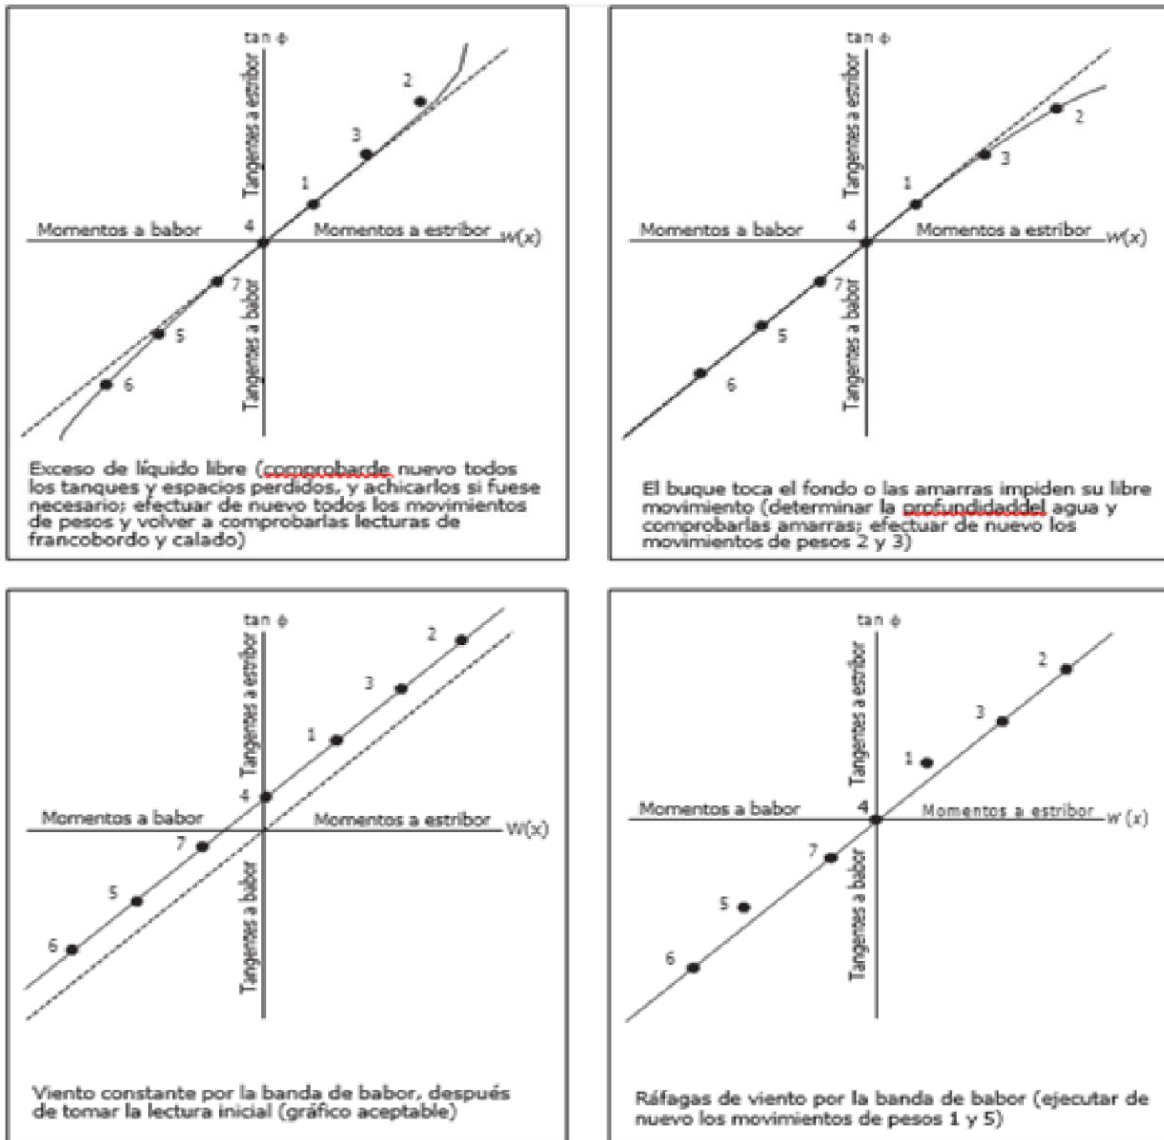 tan ϕ
Tangentes a estribor
2
3
1
4
Momentos a babor
Momentos a estribor
w(x)
7
5
6
Tangentes a babor
Exceso de líquido libre (comprobarde nuevo todos
los tanques y espacios perdidos, y achicarlos si fuese
necesario; efectuar de nuevo todos los movimientos
de pesos y volver a comprobarlas lecturas de
francobordo y calado)
tan ϕ
Tangentes a estribor
2
3
1
4
Momentos a babor
Momentos a estribor
w(x)
7
5
6
Tangentes a babor
El buque toca el fondo o las amarras impiden su libre
movimiento (determinar la profundidaddel agua y
comprobarlas amarras; efectuar de nuevo los
movimientos de pesos 2 y 3)
tan ϕ
Tangentes a estribor
2
3
1
4
Momentos a babor
Momentos a estribor
W(x)
7
5
6
Tangentes a babor
Viento constante por la banda de babor, después
de tomar la lectura inicial (gráfico aceptable)
tan ϕ
Tangentes a estribor
2
3
1
4
Momentos a babor
Momentos a estribor
w (x)
7
5
6
Tangentes a babor
Ráfagas de viento por la banda de babor (ejecutar de
nuevo los movimientos de pesos 1 y 5)